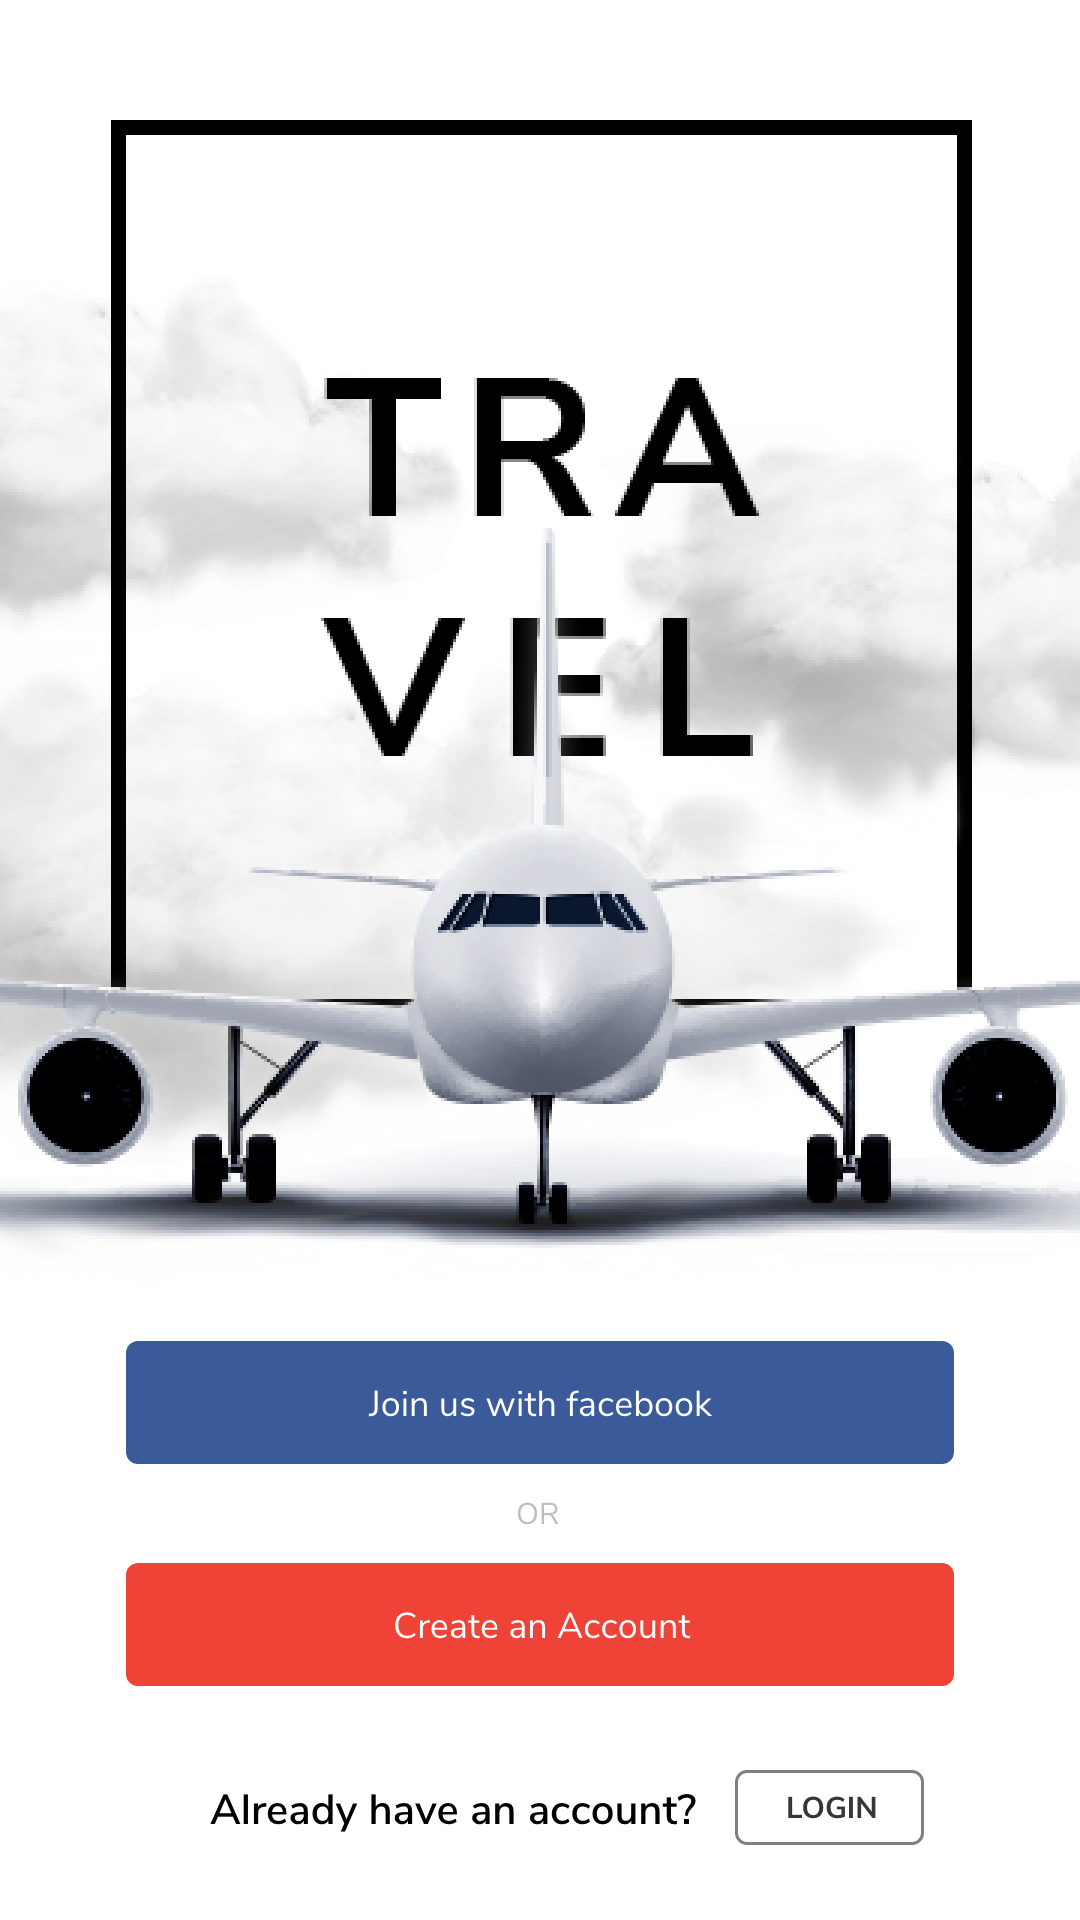 TRA
VEL
Join us with facebook
OR
Create an Account
Already have an account? LOGIN